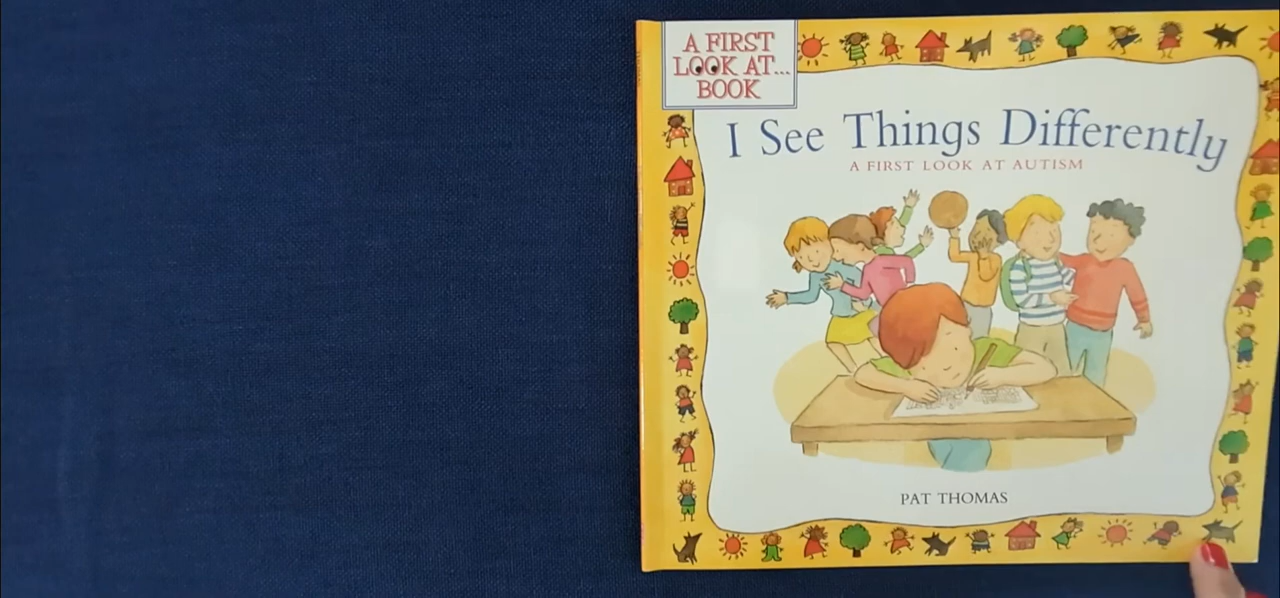 A FIRST
LOOK AT...
BOOK
I See Things Differently
A FIRST LOOK AT AUTISM
PAT THOMAS